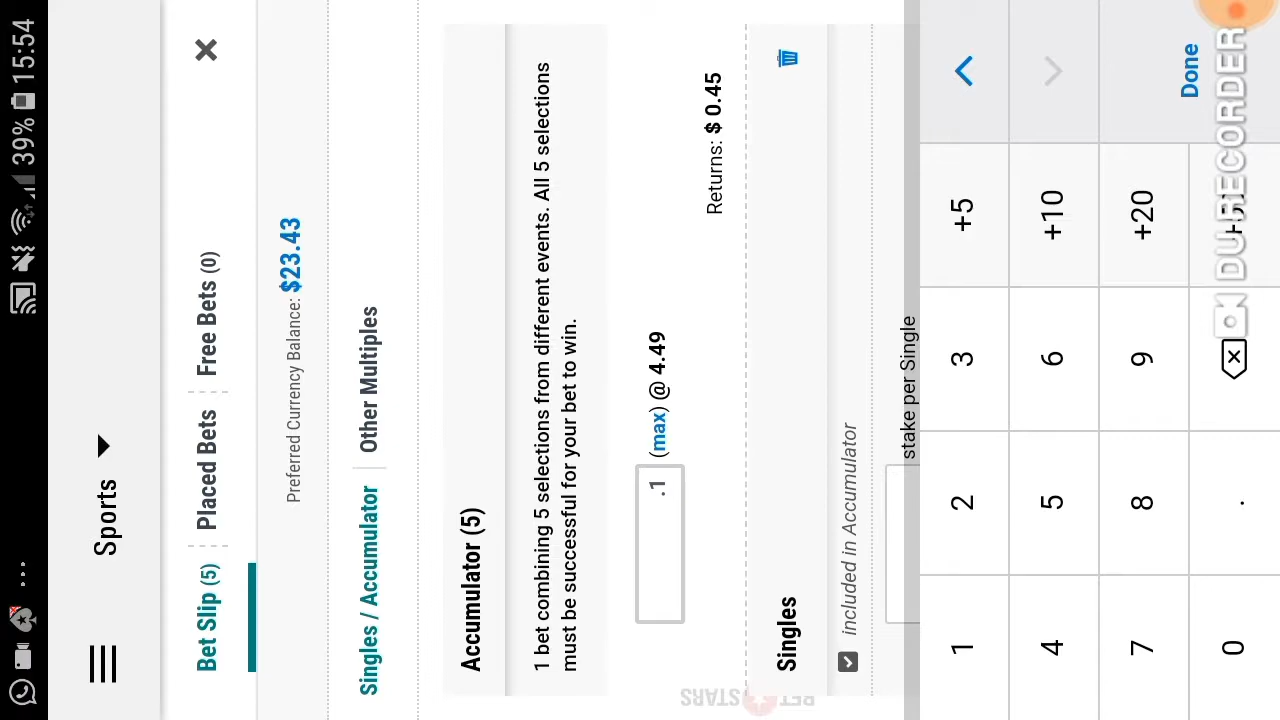 39% 15:54
Sports
Bet Slip (5) Placed Bets Free Bets (0)
Preferred Currency Balance: $23.43
Singles / Accumulator Other Multiples
Accumulator (5)
1 bet combining 5 selections from different events. All 5 selections
must be successful for your bet to win.
.1 (max) @ 4.49
Returns: $ 0.45
Singles
included in Accumulator
stake per Single
Done
1 2 3 +5
4 5 6 +10
7 8 9 +20
0 .
DU RECORDER
BET STARS